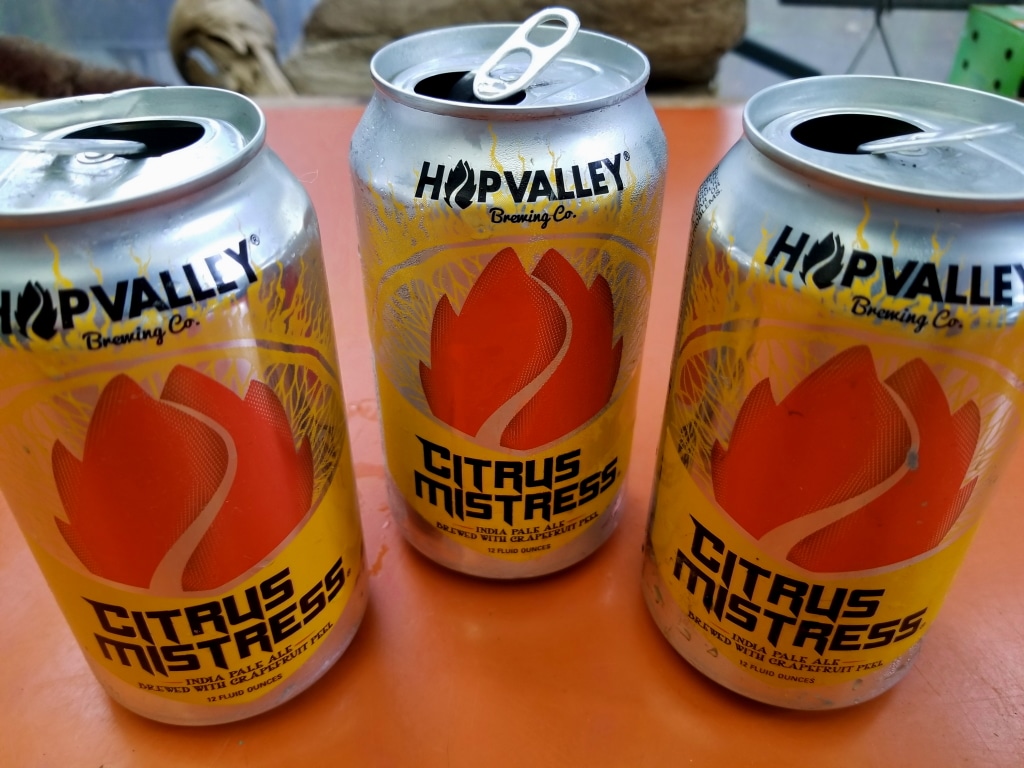 HOPVALLEY®
Brewing Co.
CITRUS
MISTRESS®
INDIA PALE ALE
BREWED WITH GRAPEFRUIT PEEL
12 FLUID OUNCES
HOPVALLEY®
Brewing Co.
CITRUS
MISTRESS®
INDIA PALE ALE
BREWED WITH GRAPEFRUIT PEEL
12 FLUID OUNCES
HOPVALLEY
Brewing Co.
CITRUS
MISTRESS®
INDIA PALE ALE
BREWED WITH GRAPEFRUIT PEEL
12 FLUID OUNCES